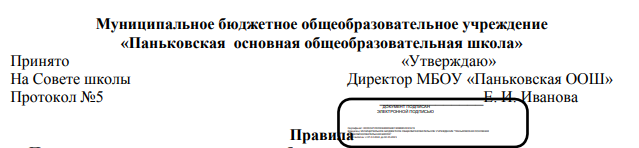 Муниципальное бюджетное общеобразовательное учреждение
«Паньковская основная общеобразовательная школа»
Принято «Утверждаю»
На Совете школы Директор МБОУ «Паньковская ООШ»
Протокол №5 Е. И. Иванова
ДОКУМЕНТ ПОДПИСАН
ЭЛЕКТРОННОЙ ПОДПИСЬЮ
Правила